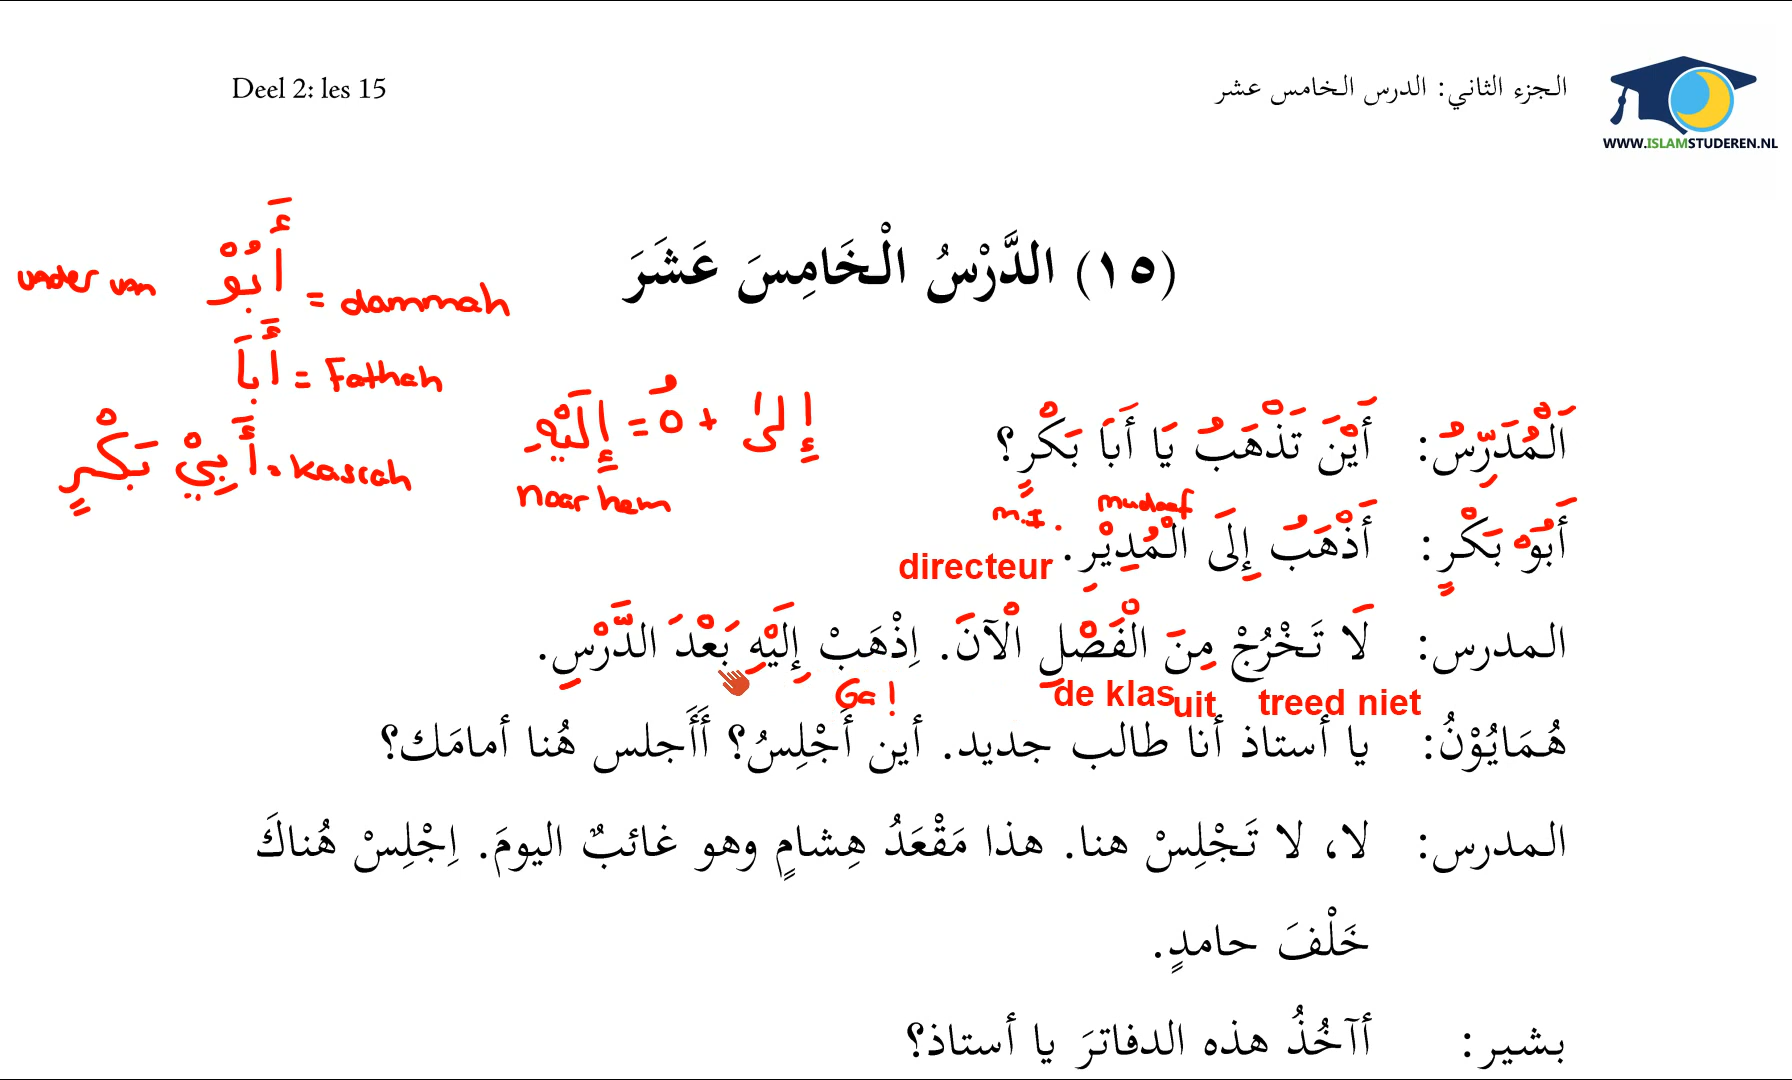 Deel 2: les 15
الجزء الثاني: الدرس الخامس عشر
WWW.ISLAMSTUDEREN.NL
(١٥) الدَّرْسُ الْخَامِسَ عَشَرَ
vader van أَبُوْ = dammah
أَبَا = Fathah
أَبِيْ بَكْرٍ = kasrah
إِلىٰ + هُ = إِلَيْهِ
naar hem
الْمُدَرِّسُ: أَيْنَ تَذْهَبُ يَا أَبَا بَكْرٍ؟
m.I. mudaaf
أَبُوْ بَكْرٍ: أَذْهَبُ إِلَى الْمُدِيْرِ.
directeur
المدرس: لَا تَخْرُجْ مِنَ الْفَصْلِ الْآنَ. اِذْهَبْ إِلَيْهِ بَعْدَ الدَّرْسِ.
Ga! de klas uit treed niet
هُمَايُوْنُ: يا أستاذ أنا طالب جديد. أين أَجْلِسُ؟ أَأَجلس هُنا أمامَك؟
المدرس: لا، لا تَجْلِسْ هنا. هذا مَقْعَدُ هِشامٍ وهو غائبٌ اليومَ. اِجْلِسْ هُناكَ
خَلْفَ حامدٍ.
بشير: أآخُذُ هذه الدفاترَ يا أستاذ؟